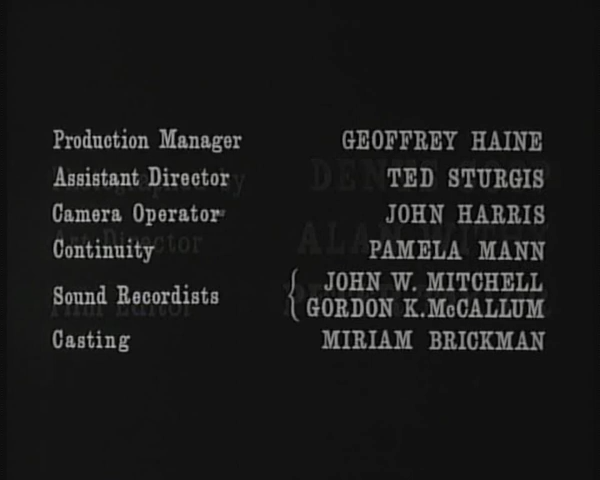 Production Manager GEOFFREY HAINE
Assistant Director TED STURGIS
Camera Operator JOHN HARRIS
Continuity PAMELA MANN
Sound Recordists JOHN W. MITCHELL
GORDON K. McCALLUM
Casting MIRIAM BRICKMAN